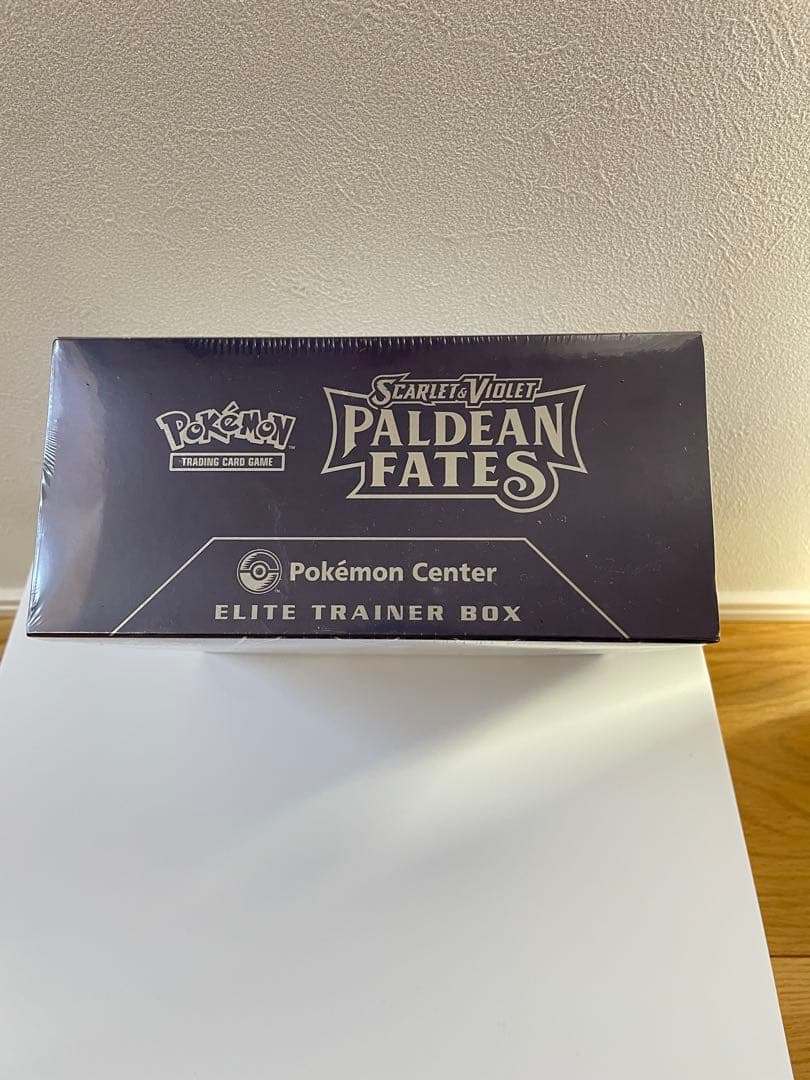 Pokémon
TRADING CARD GAME
SCARLET & VIOLET
PALDEAN
FATES
Pokémon Center
ELITE TRAINER BOX